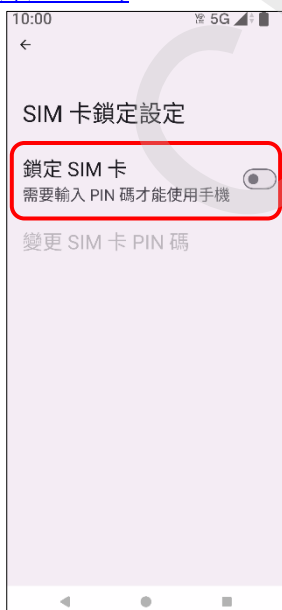 10:00 5G
SIM 卡鎖定設定
鎖定 SIM 卡
需要輸入 PIN 碼才能使用手機
變更 SIM 卡 PIN 碼